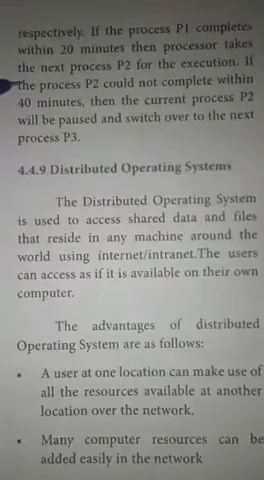 respectively. If the process P1 completes
within 20 minutes then processor takes
the next process P2 for the execution. If
the process P2 could not complete within
40 minutes, then the current process P2
will be paused and switch over to the next
process P3.
4.4.9 Distributed Operating Systems
The Distributed Operating System
is used to access shared data and files
that reside in any machine around the
world using internet/intranet.The users
can access as if it is available on their own
computer.
The advantages of distributed
Operating System are as follows:
• A user at one location can make use of
all the resources available at another
location over the network.
• Many computer resources can be
added easily in the network